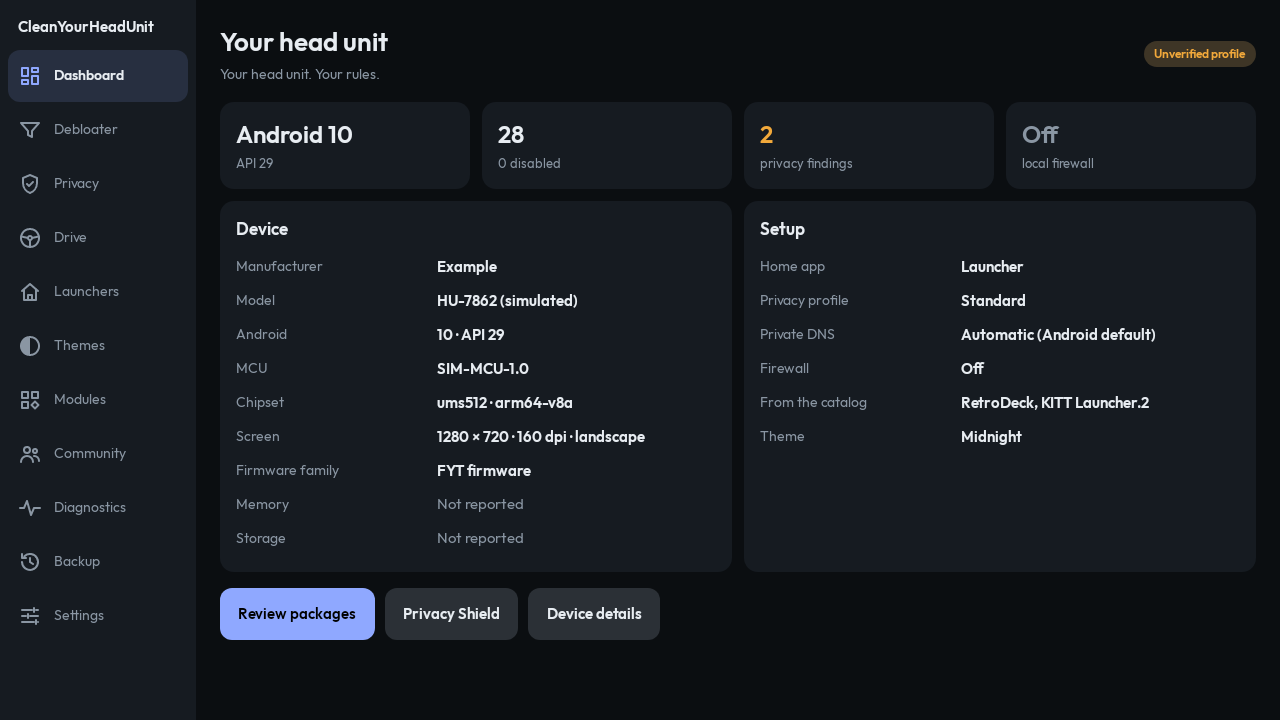 CleanYourHeadUnit
Dashboard
Debloater
Privacy
Drive
Launchers
Themes
Modules
Community
Diagnostics
Backup
Settings
Your head unit
Your head unit. Your rules.
Unverified profile
Android 10
API 29
28
0 disabled
2
privacy findings
Off
local firewall
Device
Manufacturer Example
Model HU-7862 (simulated)
Android 10 · API 29
MCU SIM-MCU-1.0
Chipset ums512 · arm64-v8a
Screen 1280 × 720 · 160 dpi · landscape
Firmware family FYT firmware
Memory Not reported
Storage Not reported
Setup
Home app Launcher
Privacy profile Standard
Private DNS Automatic (Android default)
Firewall Off
From the catalog RetroDeck, KITT Launcher.2
Theme Midnight
Review packages
Privacy Shield
Device details